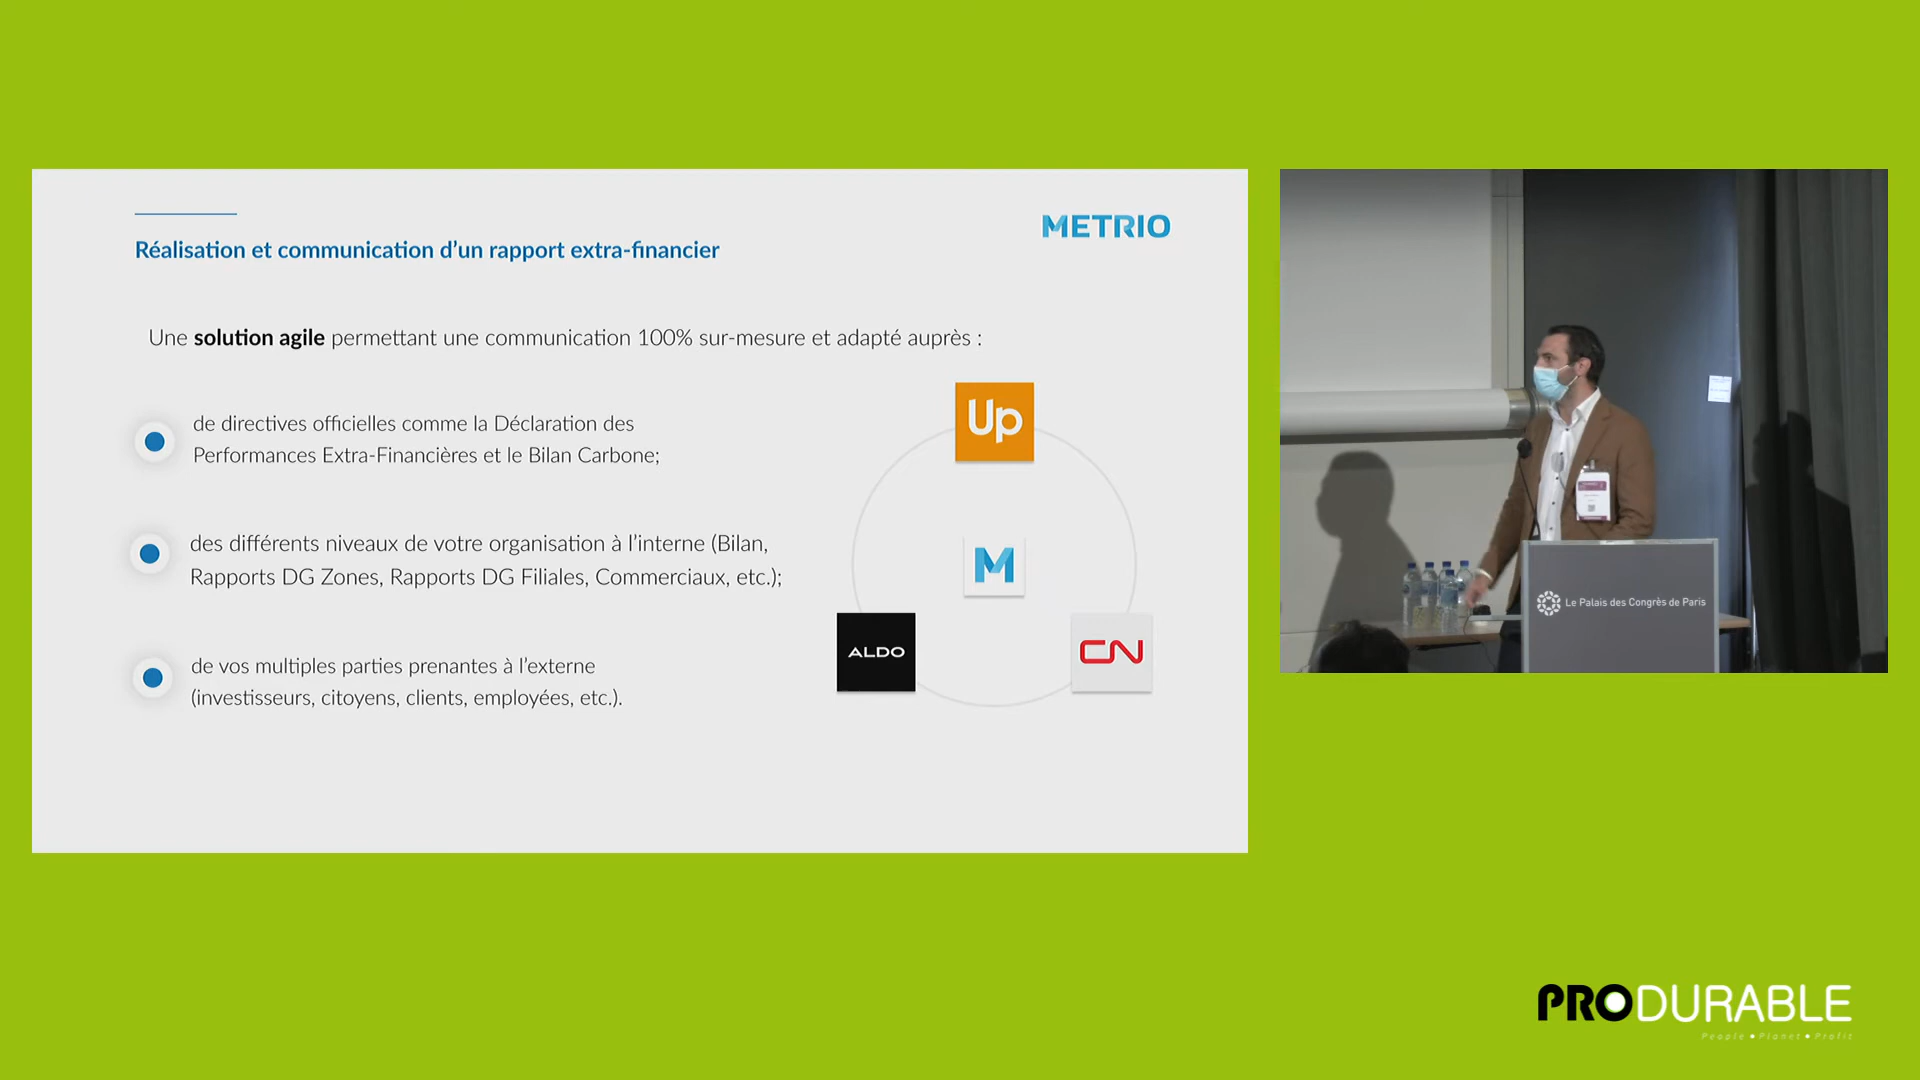 METRIO
Réalisation et communication d’un rapport extra-financier
Une solution agile permettant une communication 100% sur-mesure et adapté auprès :
de directives officielles comme la Déclaration des
Performances Extra-Financières et le Bilan Carbone;
des différents niveaux de votre organisation à l’interne (Bilan,
Rapports DG Zones, Rapports DG Filiales, Commerciaux, etc.);
de vos multiples parties prenantes à l’externe
(investisseurs, citoyens, clients, employées, etc.).
Up
M
ALDO
CN
Le Palais des Congrès de Paris
PRODURABLE
People • Planet • Profit